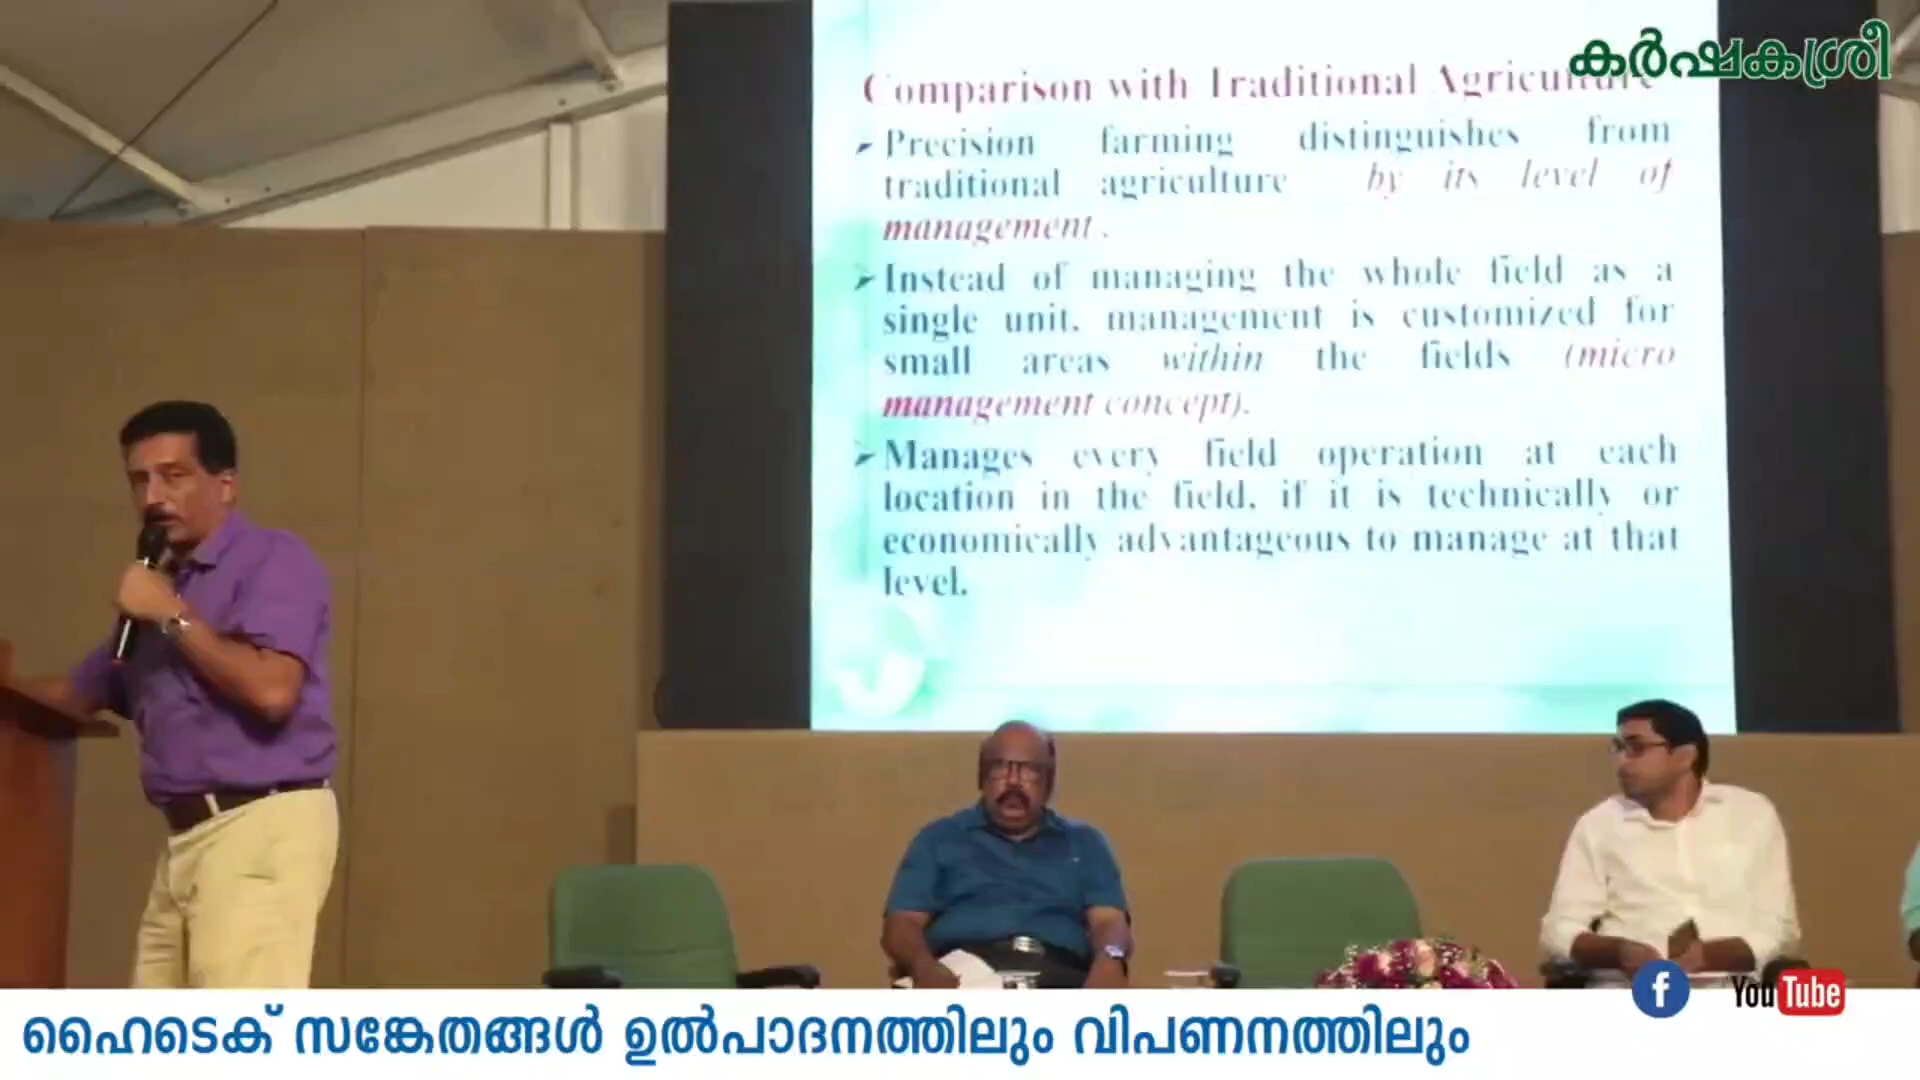 കർഷകശ്രീ
Comparison with Traditional Agriculture
Precision farming distinguishes from
traditional agriculture by its level of
management .
Instead of managing the whole field as a
single unit, management is customized for
small areas within the fields (micro
management concept).
Manages every field operation at each
location in the field, if it is technically or
economically advantageous to manage at that
level.
f YouTube
ഹൈടെക് സങ്കേതങ്ങൾ ഉൽപാദനത്തിലും വിപണനത്തിലും